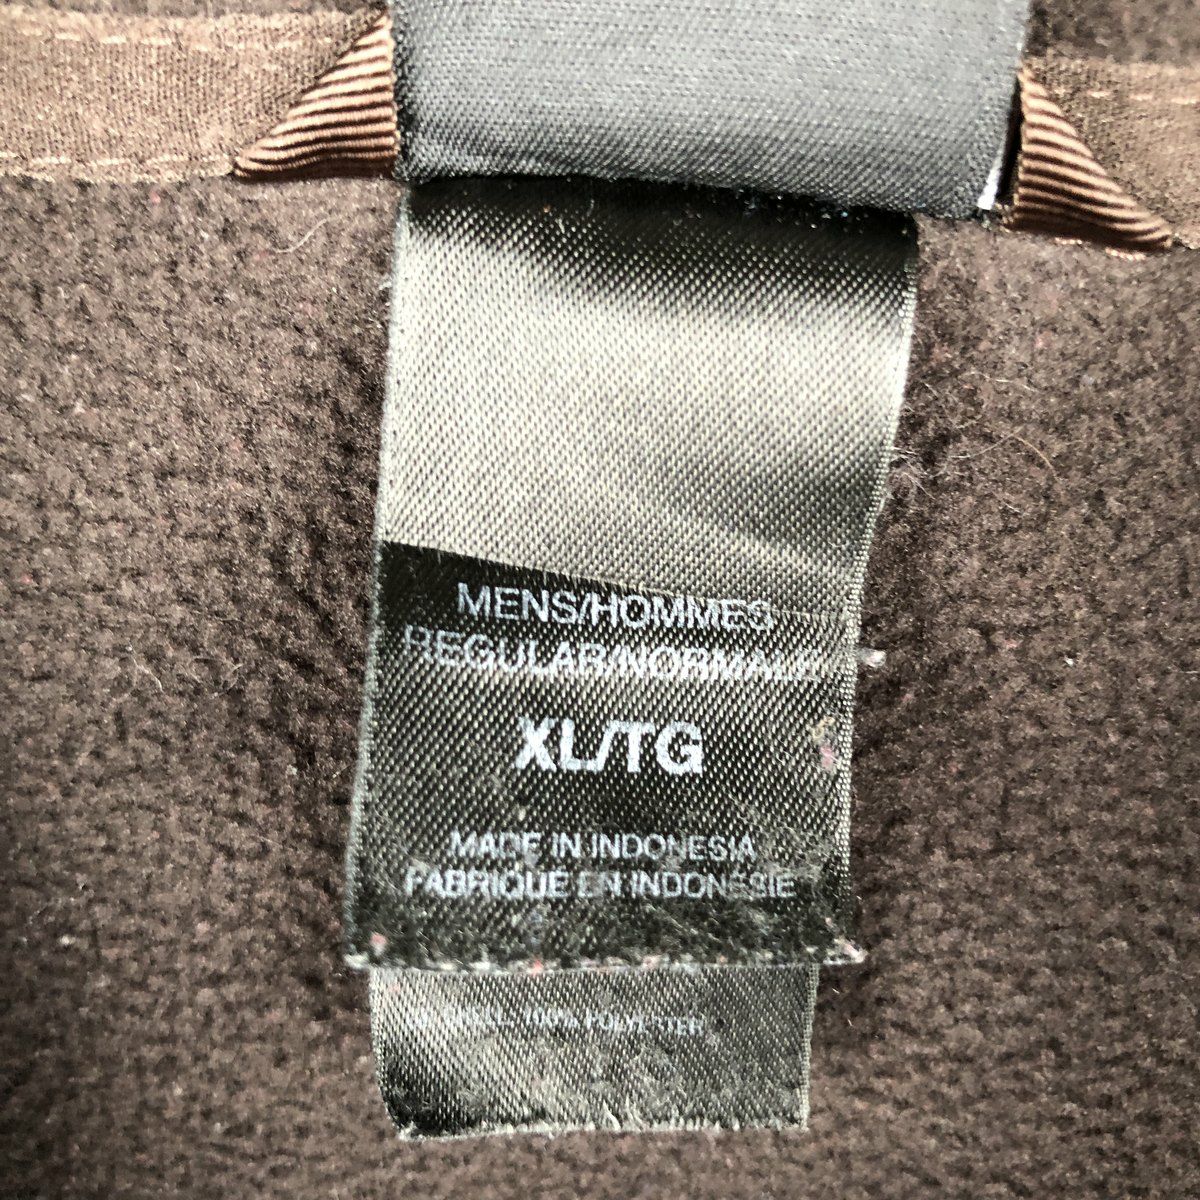 MENS/HOMMES
REGULAR/NORMALE
XL/TG
MADE IN INDONESIA
FABRIQUÉ EN INDONÉSIE
100% POLYESTER